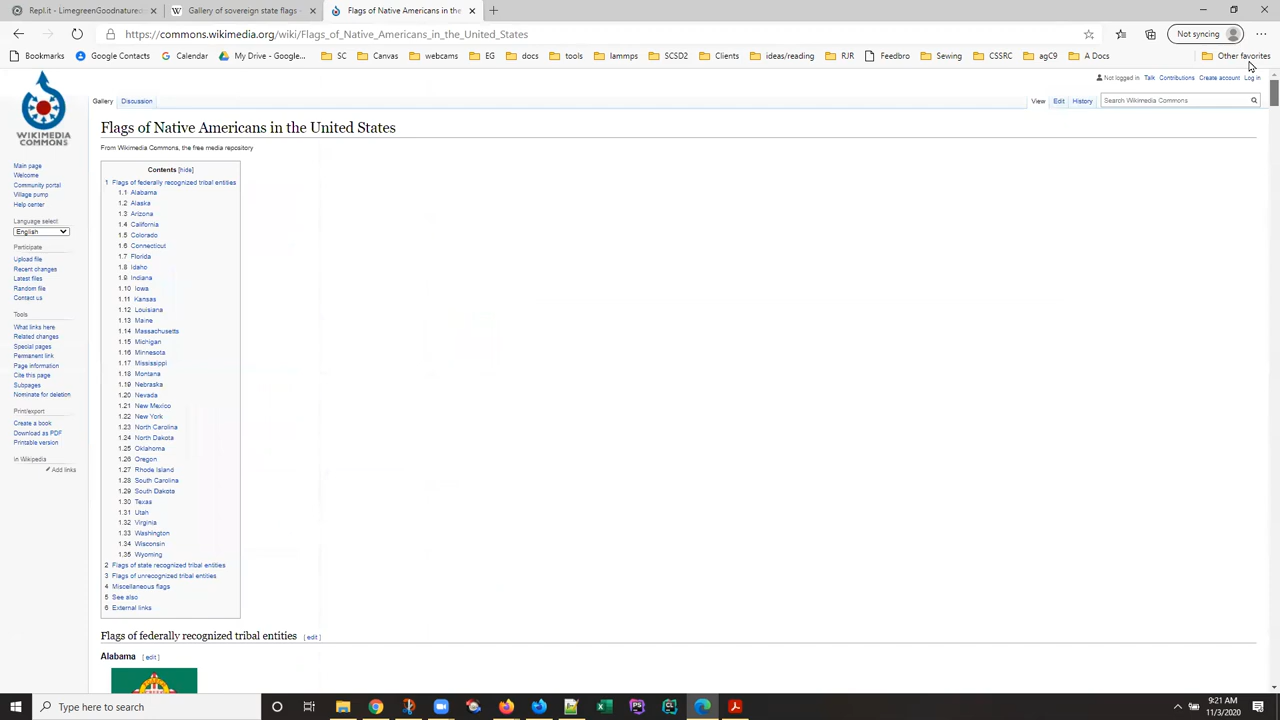 Replit - LimegreenGoodnature
Gallery of sovereign state flags -
Flags of Native Americans in the
https://commons.wikimedia.org/wiki/Flags_of_Native_Americans_in_the_United_States
Not syncing
Bookmarks Google Contacts Calendar My Drive - Google... SC Canvas webcams EG docs tools lammps SCSD2 Clients ideas/reading RJR Feedbro Sewing CSSRC agC9 A Docs Other favorites
Not logged in Talk Contributions Create account Log in
Gallery Discussion View Edit History Search Wikimedia Commons
WIKIMEDIA
COMMONS
Main page
Welcome
Community portal
Village pump
Help center
Language select:
English
Participate
Upload file
Recent changes
Latest files
Random file
Contact us
Tools
What links here
Related changes
Special pages
Permanent link
Page information
Cite this page
Subpages
Nominate for deletion
Print/export
Create a book
Download as PDF
Printable version
In Wikipedia
Add links
Flags of Native Americans in the United States
From Wikimedia Commons, the free media repository
Contents [hide]
1 Flags of federally recognized tribal entities
1.1 Alabama
1.2 Alaska
1.3 Arizona
1.4 California
1.5 Colorado
1.6 Connecticut
1.7 Florida
1.8 Idaho
1.9 Indiana
1.10 Iowa
1.11 Kansas
1.12 Louisiana
1.13 Maine
1.14 Massachusetts
1.15 Michigan
1.16 Minnesota
1.17 Mississippi
1.18 Montana
1.19 Nebraska
1.20 Nevada
1.21 New Mexico
1.22 New York
1.23 North Carolina
1.24 North Dakota
1.25 Oklahoma
1.26 Oregon
1.27 Rhode Island
1.28 South Carolina
1.29 South Dakota
1.30 Texas
1.31 Utah
1.32 Virginia
1.33 Washington
1.34 Wisconsin
1.35 Wyoming
2 Flags of state recognized tribal entities
3 Flags of unrecognized tribal entities
4 Miscellaneous flags
5 See also
6 External links
Flags of federally recognized tribal entities [ edit ]
Alabama [ edit ]
Type here to search
9:21 AM
11/3/2020